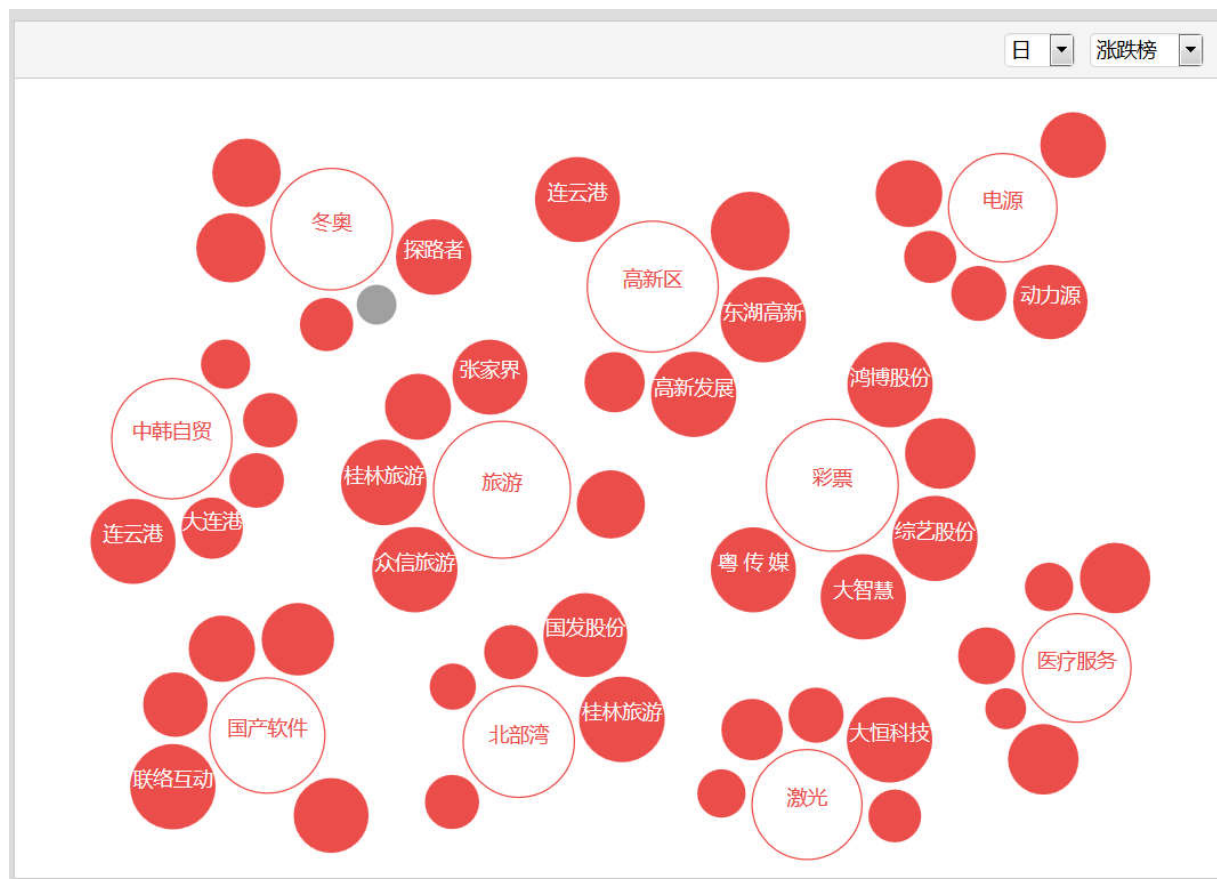 日
涨跌榜
冬奥
探路者
连云港
高新区
东湖高新
高新发展
电源
动力源
中韩自贸
连云港
大连港
张家界
桂林旅游
旅游
众信旅游
鸿博股份
彩票
综艺股份
粤 传 媒
大智慧
国产软件
联络互动
国发股份
北部湾
桂林旅游
大恒科技
激光
医疗服务